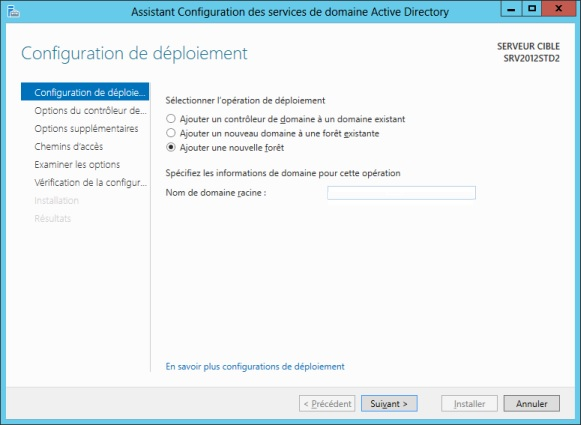 Assistant Configuration des services de domaine Active Directory
Configuration de déploiement
SERVEUR CIBLE
SRV2012STD2
Configuration de déploie...
Options du contrôleur de...
Options supplémentaires
Chemins d'accès
Examiner les options
Vérification de la configur...
Installation
Résultats
Sélectionner l'opération de déploiement
Ajouter un contrôleur de domaine à un domaine existant
Ajouter un nouveau domaine à une forêt existante
Ajouter une nouvelle forêt
Spécifiez les informations de domaine pour cette opération
Nom de domaine racine :
En savoir plus configurations de déploiement
< Précédent
Suivant >
Installer
Annuler